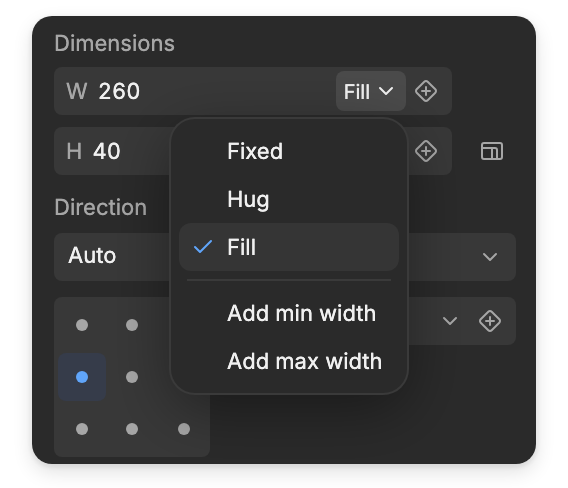 Dimensions
W 260 Fill
H 40
Fixed
Hug
Fill
Add min width
Add max width
Direction
Auto